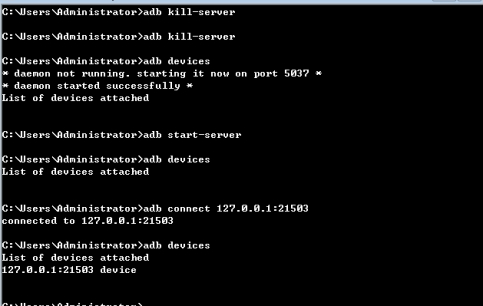 C:\Users\Administrator>adb kill-server
C:\Users\Administrator>adb kill-server
C:\Users\Administrator>adb devices
* daemon not running. starting it now on port 5037 *
* daemon started successfully *
List of devices attached
C:\Users\Administrator>adb start-server
C:\Users\Administrator>adb devices
List of devices attached
C:\Users\Administrator>adb connect 127.0.0.1:21503
connected to 127.0.0.1:21503
C:\Users\Administrator>adb devices
List of devices attached
127.0.0.1:21503 device
C:\Users\Administrator>